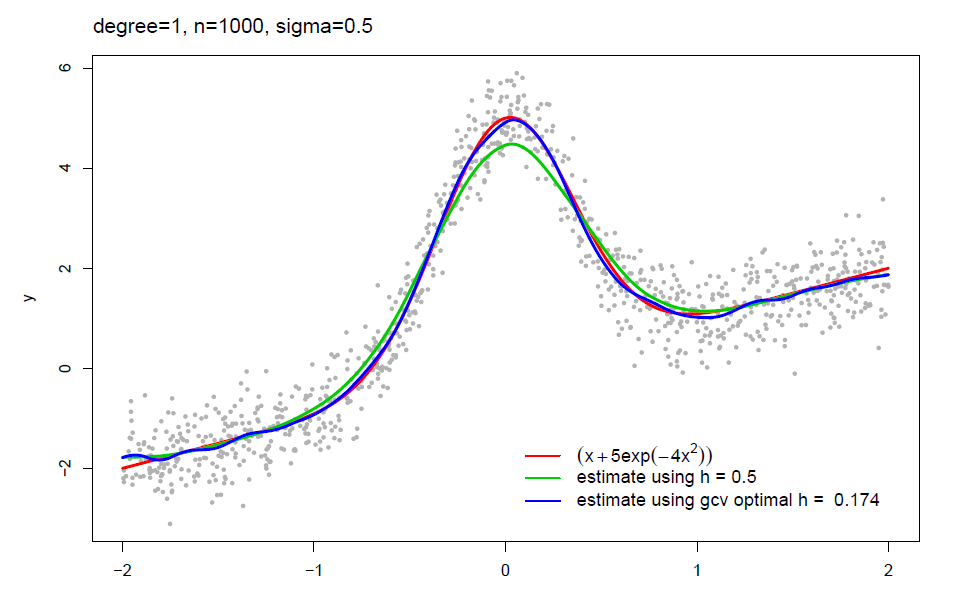 degree=1, n=1000, sigma=0.5
6
4
2
0
−2
y
(x + 5exp(−4x²))
estimate using h = 0.5
estimate using gcv optimal h =  0.174
−2 −1 0 1 2